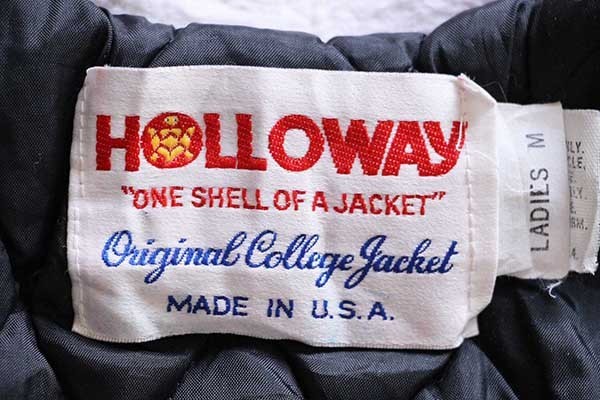 HOLLOWAY
"ONE SHELL OF A JACKET"
Original College Jacket
MADE IN U.S.A.
LADIES M